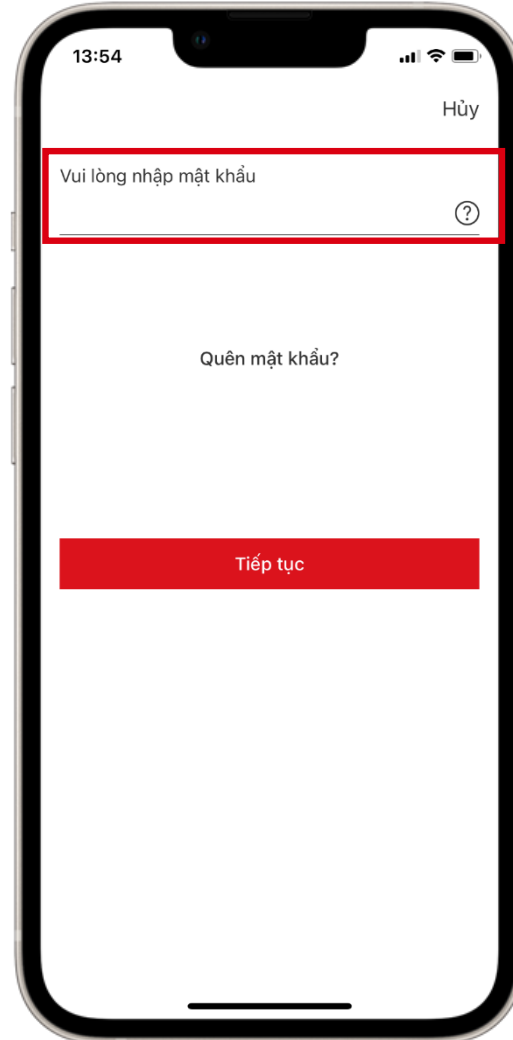 13:54
Hủy
Vui lòng nhập mật khẩu
?
Quên mật khẩu?
Tiếp tục